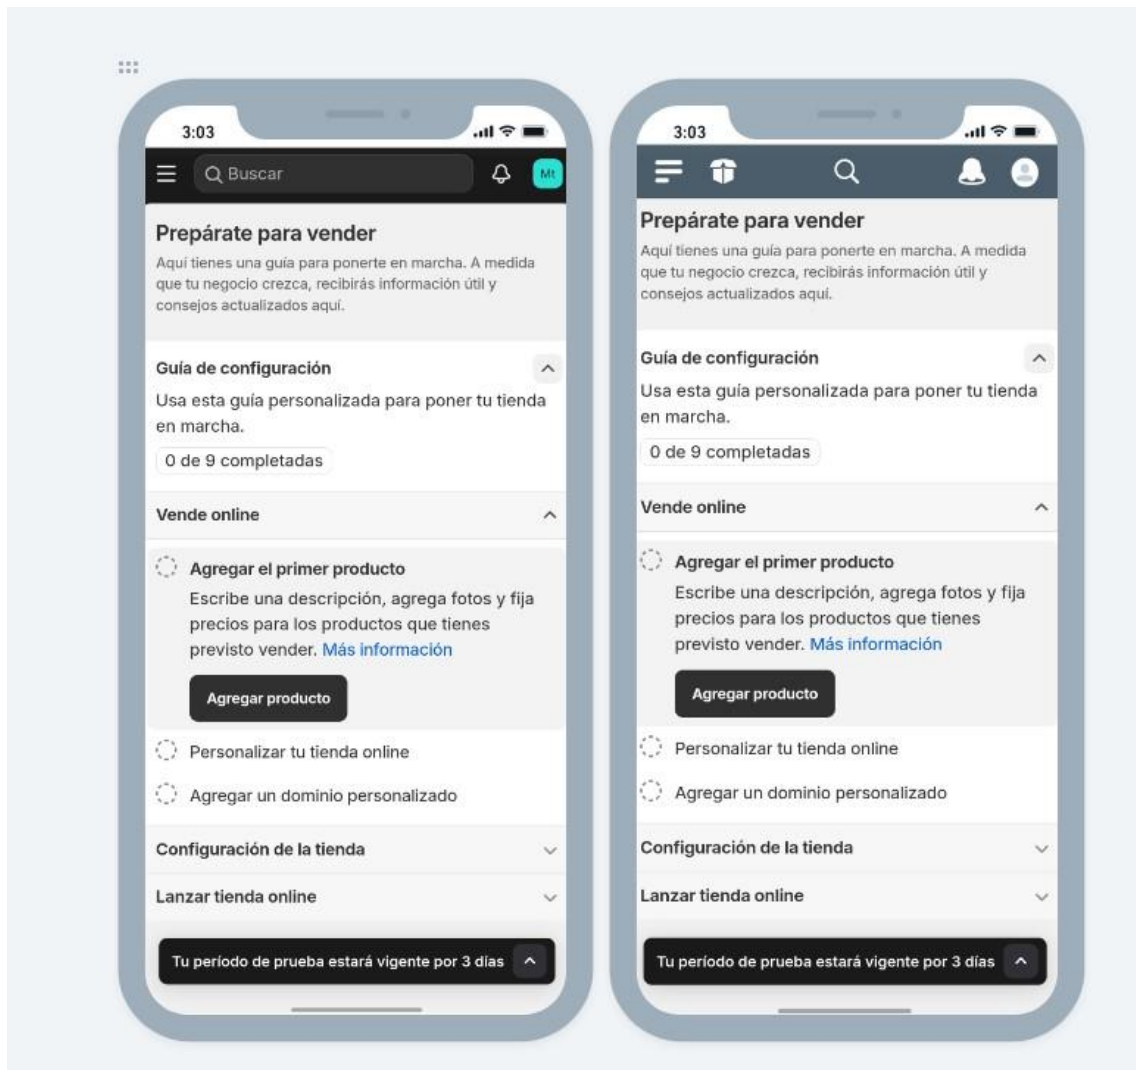 3:03
Buscar
Mt
Prepárate para vender
Aquí tienes una guía para ponerte en marcha. A medida
que tu negocio crezca, recibirás información útil y
consejos actualizados aquí.
Guía de configuración
Usa esta guía personalizada para poner tu tienda
en marcha.
0 de 9 completadas
Vende online
Agregar el primer producto
Escribe una descripción, agrega fotos y fija
precios para los productos que tienes
previsto vender. Más información
Agregar producto
Personalizar tu tienda online
Agregar un dominio personalizado
Configuración de la tienda
Lanzar tienda online
Tu período de prueba estará vigente por 3 días
3:03
Prepárate para vender
Aquí tienes una guía para ponerte en marcha. A medida
que tu negocio crezca, recibirás información útil y
consejos actualizados aquí.
Guía de configuración
Usa esta guía personalizada para poner tu tienda
en marcha.
0 de 9 completadas
Vende online
Agregar el primer producto
Escribe una descripción, agrega fotos y fija
precios para los productos que tienes
previsto vender. Más información
Agregar producto
Personalizar tu tienda online
Agregar un dominio personalizado
Configuración de la tienda
Lanzar tienda online
Tu período de prueba estará vigente por 3 días